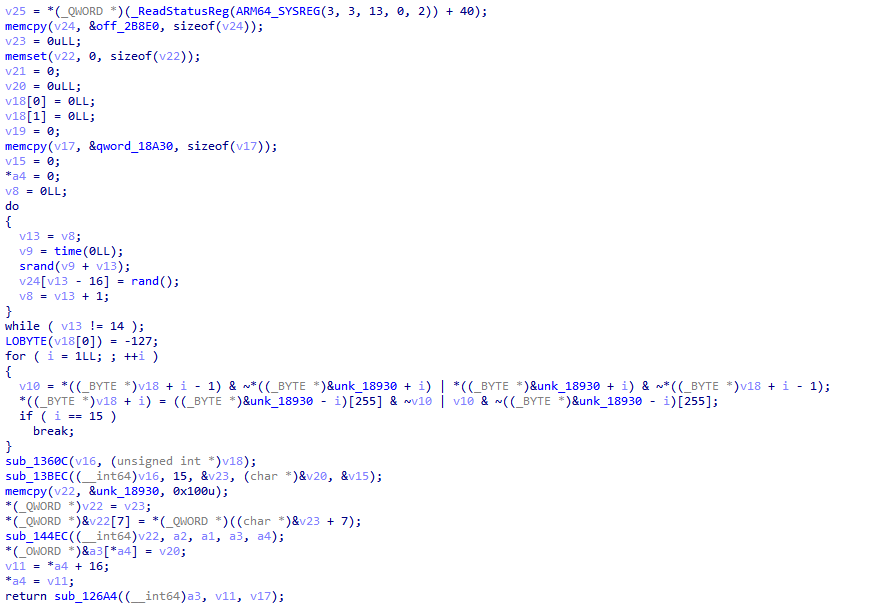 v25 = *(_QWORD *)(_ReadStatusReg(ARM64_SYSREG(3, 3, 13, 0, 2)) + 40);
memcpy(v24, &off_2B8E0, sizeof(v24));
v23 = 0uLL;
memset(v22, 0, sizeof(v22));
v21 = 0;
v20 = 0uLL;
v18[0] = 0LL;
v18[1] = 0LL;
v19 = 0;
memcpy(v17, &qword_18A30, sizeof(v17));
v15 = 0;
*a4 = 0;
v8 = 0LL;
do
{
v13 = v8;
v9 = time(0LL);
srand(v9 + v13);
v24[v13 - 16] = rand();
v8 = v13 + 1;
}
while ( v13 != 14 );
LOBYTE(v18[0]) = -127;
for ( i = 1LL; ; ++i )
{
v10 = *((_BYTE *)v18 + i - 1) & ~*((_BYTE *)&unk_18930 + i) | *((_BYTE *)&unk_18930 + i) & ~*((_BYTE *)v18 + i - 1);
*((_BYTE *)v18 + i) = ((_BYTE *)&unk_18930 - i)[255] & ~v10 | v10 & ~((_BYTE *)&unk_18930 - i)[255];
if ( i == 15 )
break;
}
sub_1360C(v16, (unsigned int *)v18);
sub_13BEC((__int64)v16, 15, &v23, (char *)&v20, &v15);
memcpy(v22, &unk_18930, 0x100u);
*(_QWORD *)v22 = v23;
*(_QWORD *)&v22[7] = *(_QWORD *)((char *)&v23 + 7);
sub_144EC((__int64)v22, a2, a1, a3, a4);
*(_OWORD *)&a3[*a4] = v20;
v11 = *a4 + 16;
*a4 = v11;
return sub_126A4((__int64)a3, v11, v17);